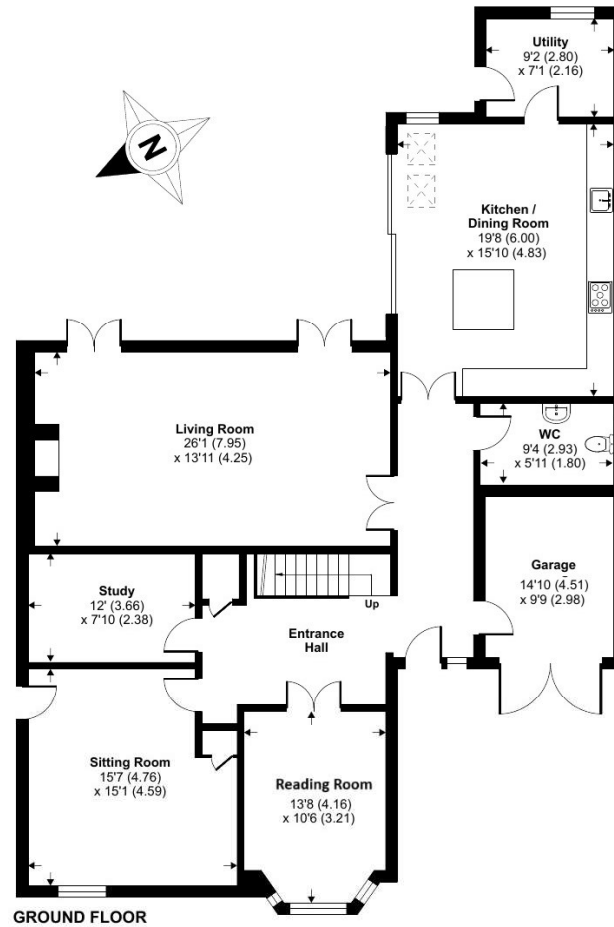 Utility
9'2 (2.80)
x 7'1 (2.16)
N
Kitchen /
Dining Room
19'8 (6.00)
x 15'10 (4.83)
Living Room
26'1 (7.95)
x 13'11 (4.25)
WC
9'4 (2.93)
x 5'11 (1.80)
Garage
14'10 (4.51)
x 9'9 (2.98)
Study
12' (3.66)
x 7'10 (2.38)
Up
Entrance
Hall
Sitting Room
15'7 (4.76)
x 15'1 (4.59)
Reading Room
13'8 (4.16)
x 10'6 (3.21)
GROUND FLOOR